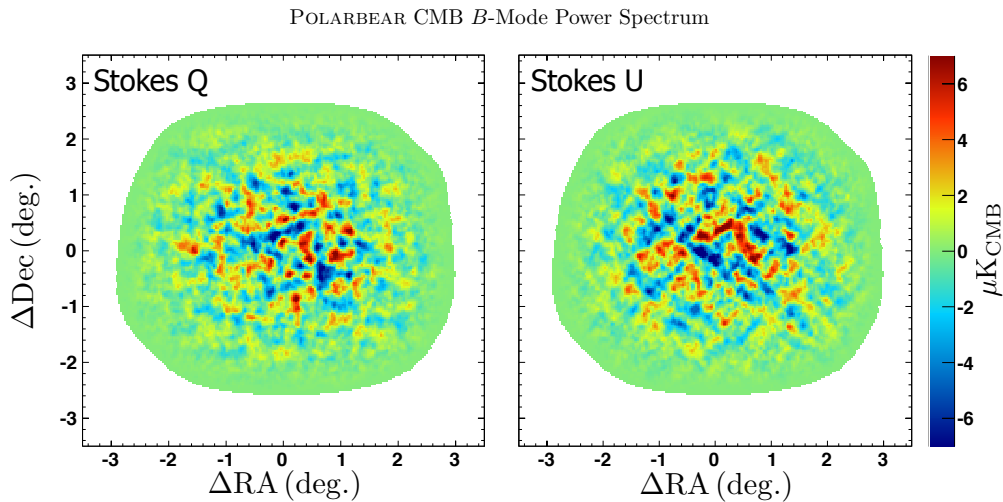 POLARBEAR CMB B-Mode Power Spectrum
Stokes Q
Stokes U
3
2
1
0
-1
-2
-3
ΔDec (deg.)
-3 -2 -1 0 1 2 3
ΔRA (deg.)
-3 -2 -1 0 1 2 3
ΔRA (deg.)
6
4
2
0
-2
-4
-6
μK_CMB